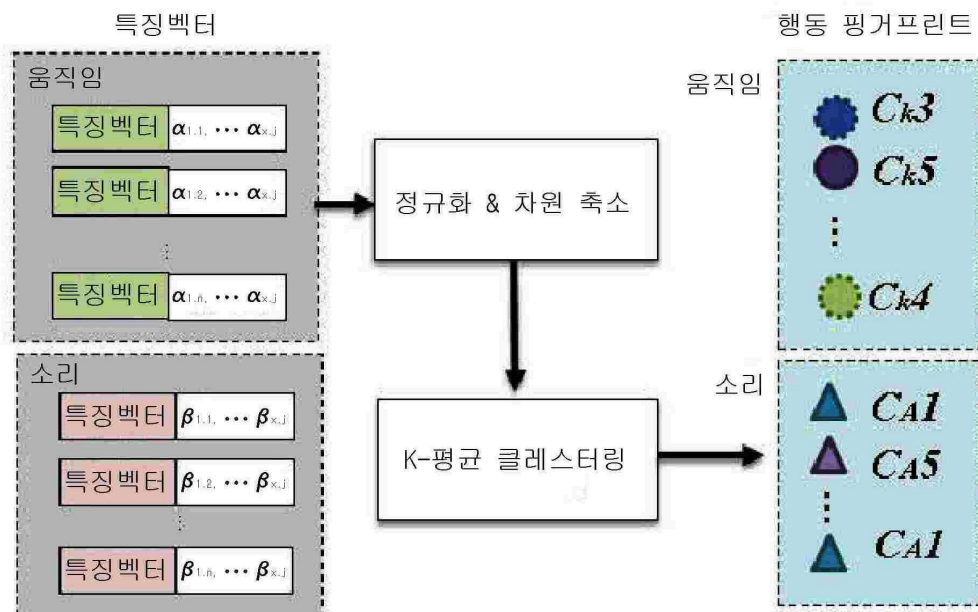 특징벡터
움직임
특징벡터 α1.1, ⋯ αx.j
특징벡터 α1.2, ⋯ αx.j
⋮
특징벡터 α1.n, ⋯ αx.j
소리
특징벡터 β1.1, ⋯ βx.j
특징벡터 β1.2, ⋯ βx.j
⋮
특징벡터 β1.n, ⋯ βx.j
정규화 & 차원 축소
K-평균 클레스터링
행동 핑거프린트
움직임
Ck3
Ck5
⋮
Ck4
소리
CA1
CA5
⋮
CA1